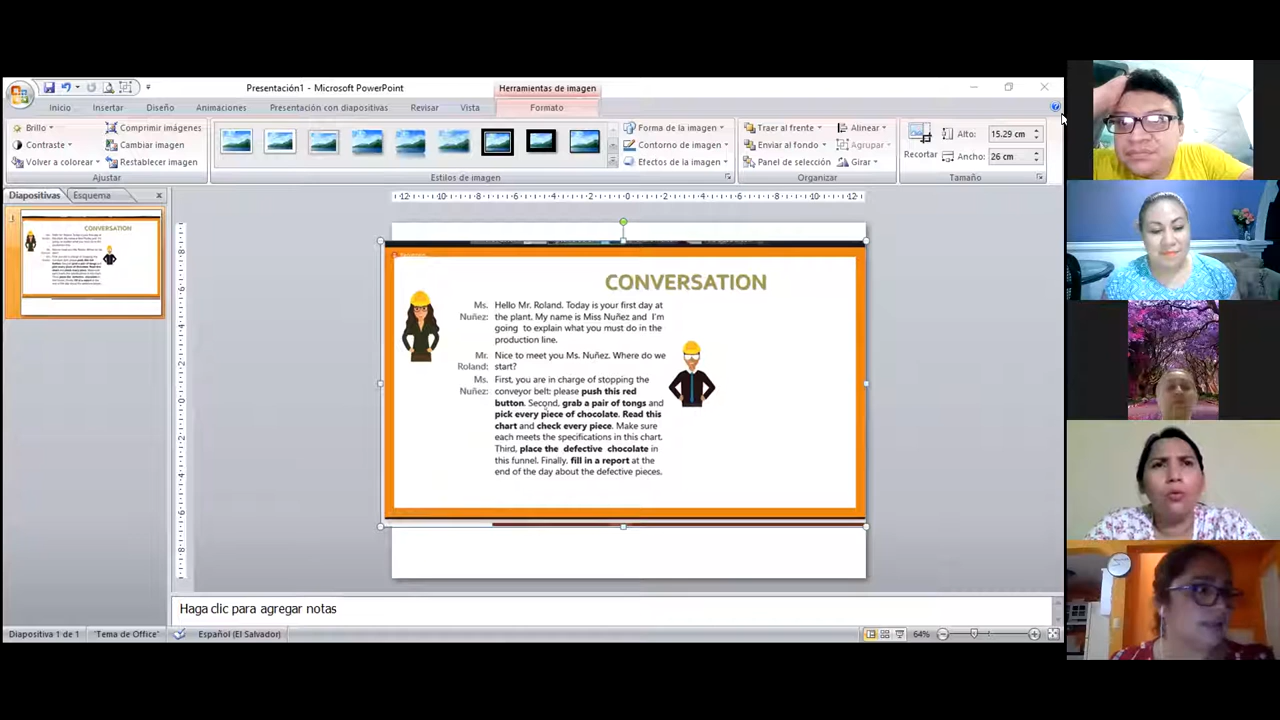 Presentación1 - Microsoft PowerPoint
Herramientas de imagen
Inicio
Insertar
Diseño
Animaciones
Presentación con diapositivas
Revisar
Vista
Formato
Brillo
Contraste
Volver a colorear
Comprimir imágenes
Cambiar imagen
Restablecer imagen
Ajustar
Estilos de imagen
Forma de la imagen
Contorno de imagen
Efectos de la imagen
Traer al frente
Enviar al fondo
Panel de selección
Alinear
Agrupar
Girar
Organizar
Recortar
Alto: 15.29 cm
Ancho: 26 cm
Tamaño
Diapositivas
Esquema
CONVERSATION
Ms. Hello Mr. Roland. Today is your first day at
Nuñez: the plant. My name is Miss Nuñez and I'm
going to explain what you must do in the
production line.
Mr. Nice to meet you Ms. Nuñez. Where do we
Roland: start?
Ms. First, you are in charge of stopping the
Nuñez: conveyor belt: please push this red
button. Second, grab a pair of tongs and
pick every piece of chocolate. Read this
chart and check every piece. Make sure
each meets the specifications in this chart.
Third, place the defective chocolate in
this funnel. Finally, fill in a report at the
end of the day about the defective pieces.
Haga clic para agregar notas
Diapositiva 1 de 1
"Tema de Office"
Español (El Salvador)
64%